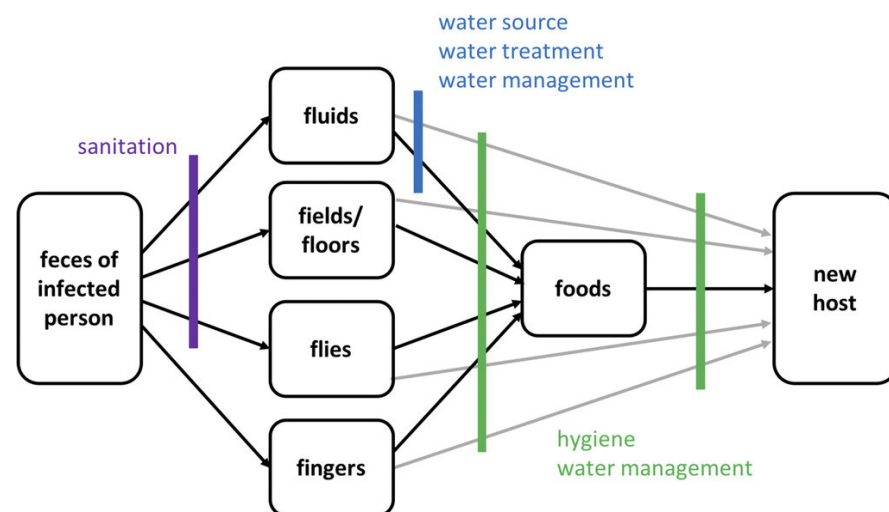 water source
water treatment
water management
sanitation
fluids
fields/
floors
feces of
infected
person
foods
new
host
flies
fingers
hygiene
water management